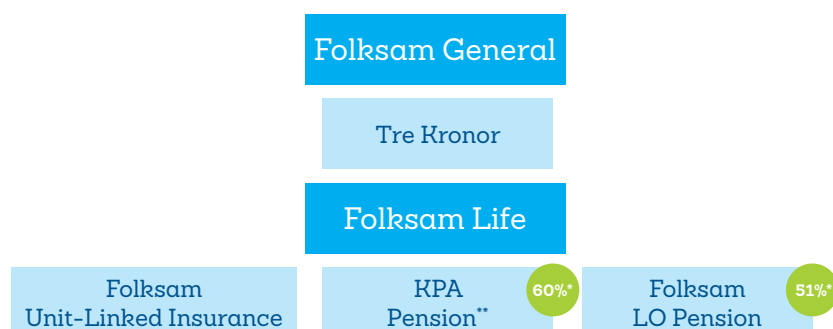 Folksam General
Tre Kronor
Folksam Life
Folksam
Unit-Linked Insurance
KPA
Pension**
60%*
Folksam
LO Pension
51%*